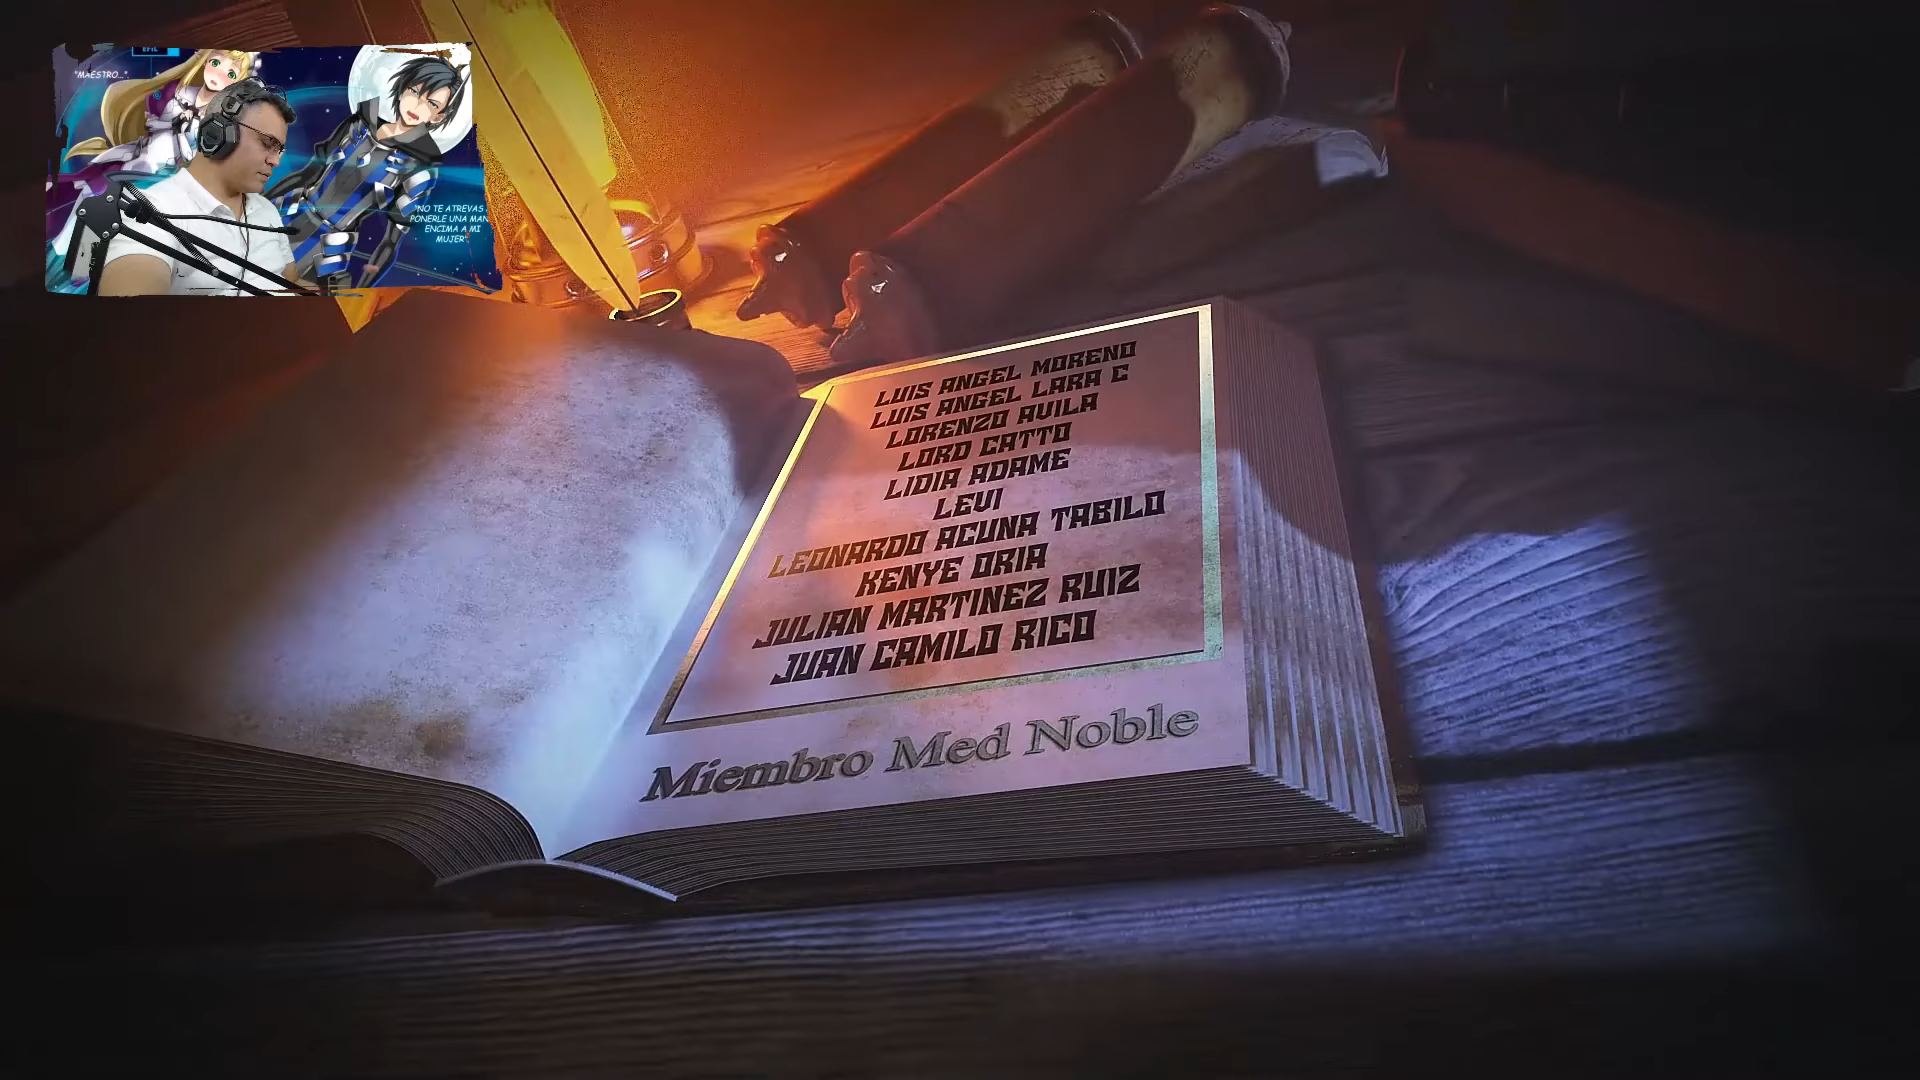 "MAESTRO..."
"NO TE ATREVAS
PONERLE UNA MAN
ENCIMA A MI
MUJER"
LUIS ANGEL MORENO
LUIS ANGEL LARA C
LORENZO AVILA
LORD CATTO
LIDIA ADAME
LEVI
LEONARDO ACUNA TABILO
KENYE ORIA
JULIAN MARTINEZ RUIZ
JUAN CAMILO RICO
Miembro Med Noble